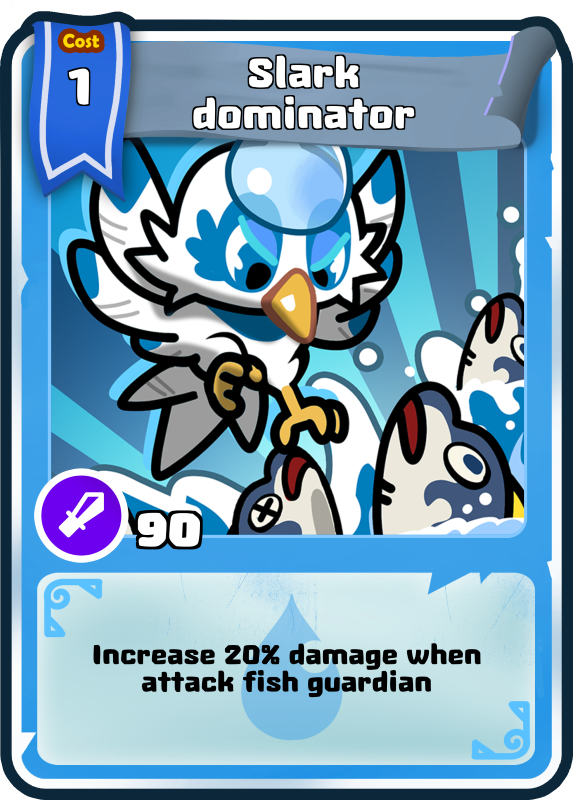 Cost
1
Slark
dominator
90
Increase 20% damage when
attack fish guardian